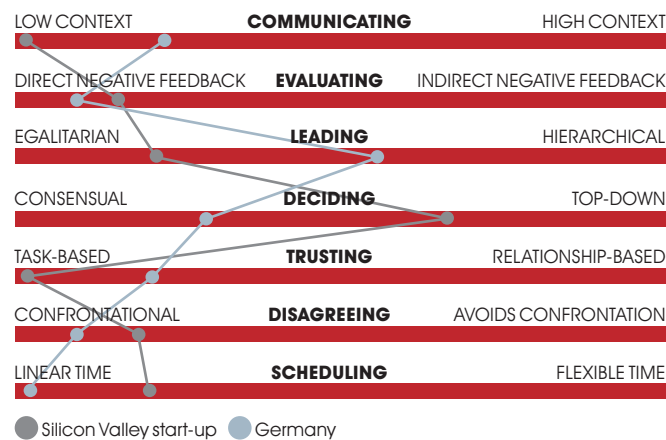 LOW CONTEXT COMMUNICATING HIGH CONTEXT
DIRECT NEGATIVE FEEDBACK EVALUATING INDIRECT NEGATIVE FEEDBACK
EGALITARIAN LEADING HIERARCHICAL
CONSENSUAL DECIDING TOP-DOWN
TASK-BASED TRUSTING RELATIONSHIP-BASED
CONFRONTATIONAL DISAGREEING AVOIDS CONFRONTATION
LINEAR TIME SCHEDULING FLEXIBLE TIME
Silicon Valley start-up Germany